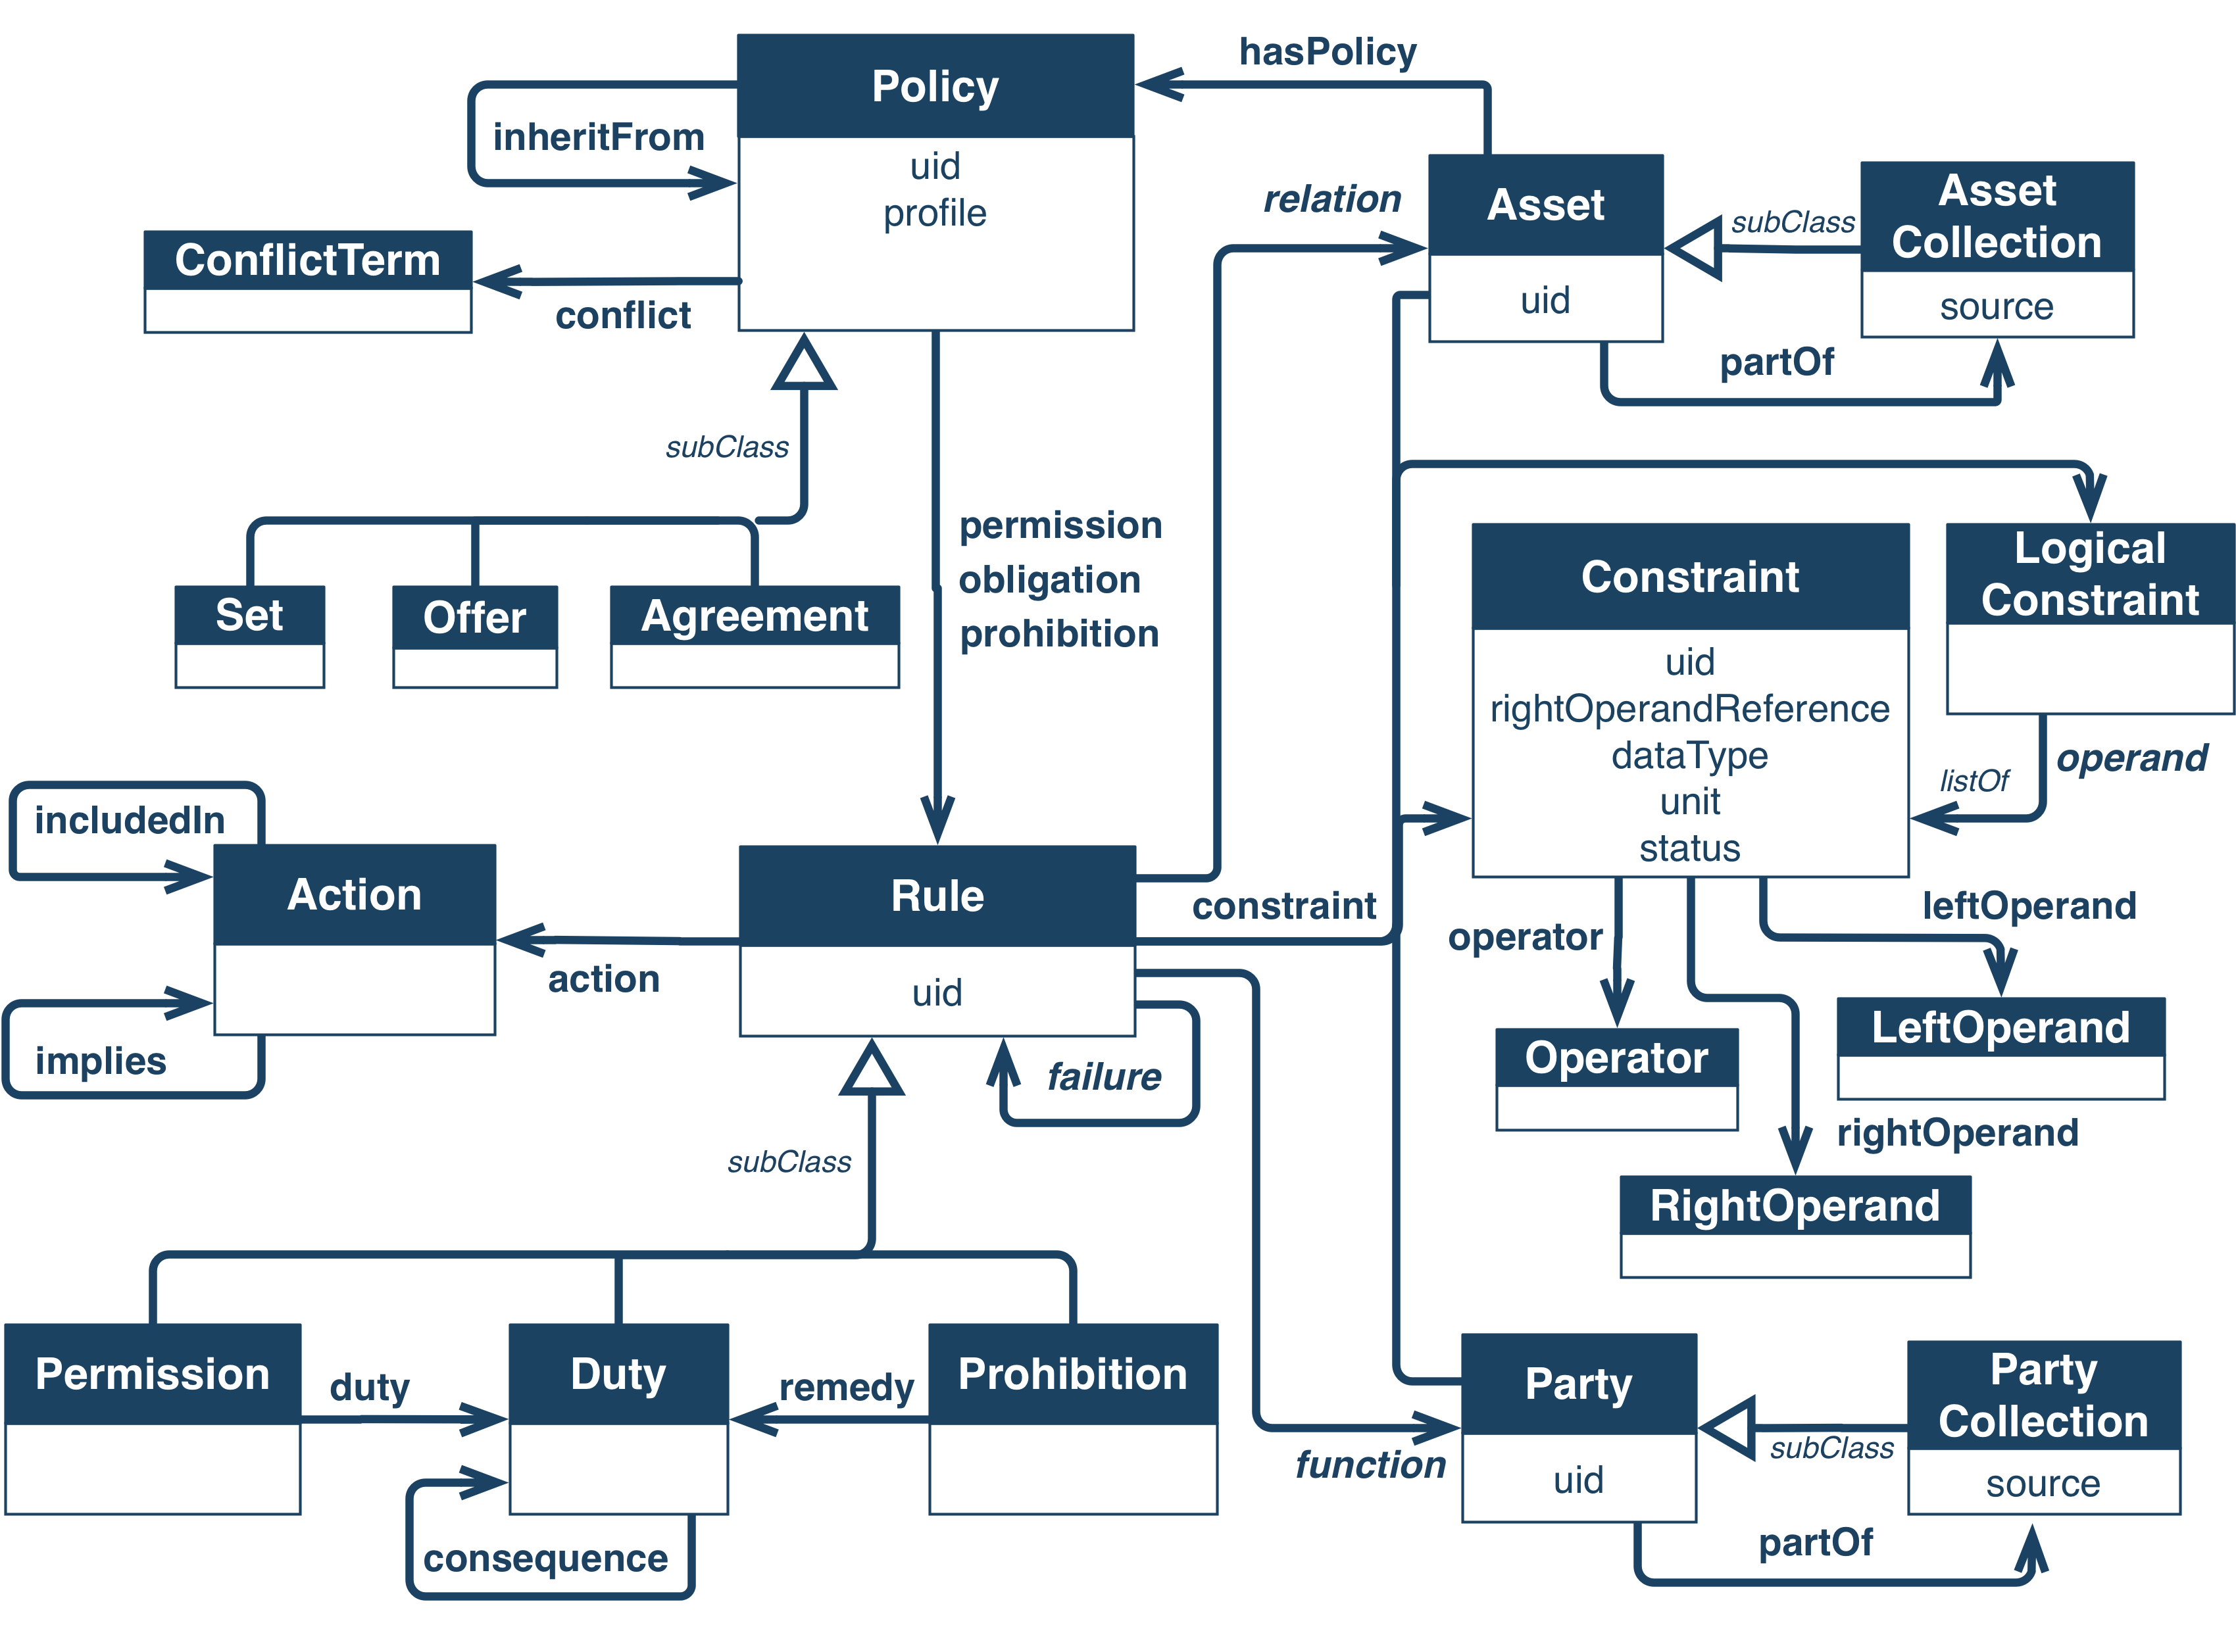 Policy
uid
profile
hasPolicy
inheritFrom
ConflictTerm
conflict
relation
Asset
uid
subClass
Asset
Collection
source
partOf
subClass
Set
Offer
Agreement
permission
obligation
prohibition
Constraint
uid
rightOperandReference
dataType
unit
status
Logical
Constraint
operand
listOf
includedIn
Action
implies
action
Rule
uid
constraint
failure
operator
leftOperand
Operator
LeftOperand
rightOperand
RightOperand
subClass
Permission
duty
Duty
remedy
Prohibition
consequence
function
Party
uid
subClass
Party
Collection
source
partOf